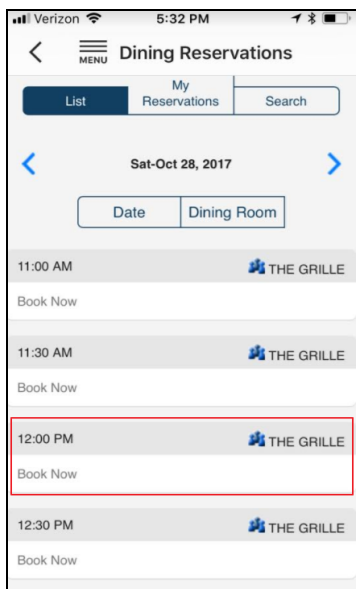 Verizon 5:32 PM
MENU Dining Reservations
List My Reservations Search
Sat-Oct 28, 2017
Date Dining Room
11:00 AM THE GRILLE
Book Now
11:30 AM THE GRILLE
Book Now
12:00 PM THE GRILLE
Book Now
12:30 PM THE GRILLE
Book Now